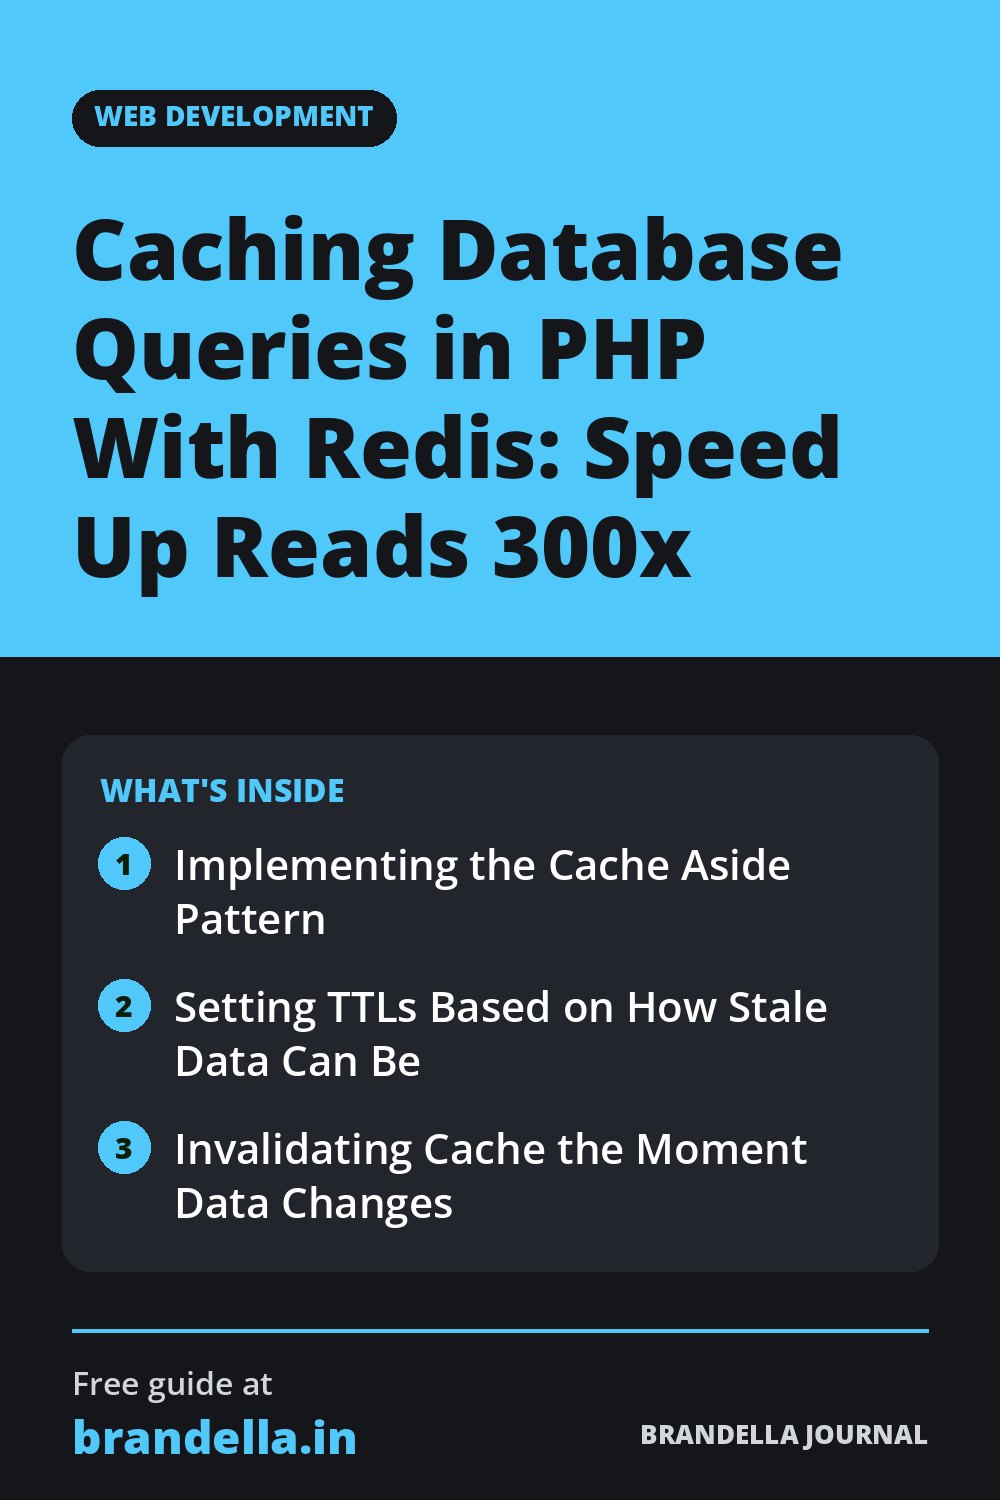 WEB DEVELOPMENT
Caching Database
Queries in PHP
With Redis: Speed
Up Reads 300x
WHAT'S INSIDE
1 Implementing the Cache Aside
Pattern
2 Setting TTLs Based on How Stale
Data Can Be
3 Invalidating Cache the Moment
Data Changes
Free guide at
brandella.in
BRANDELLA JOURNAL